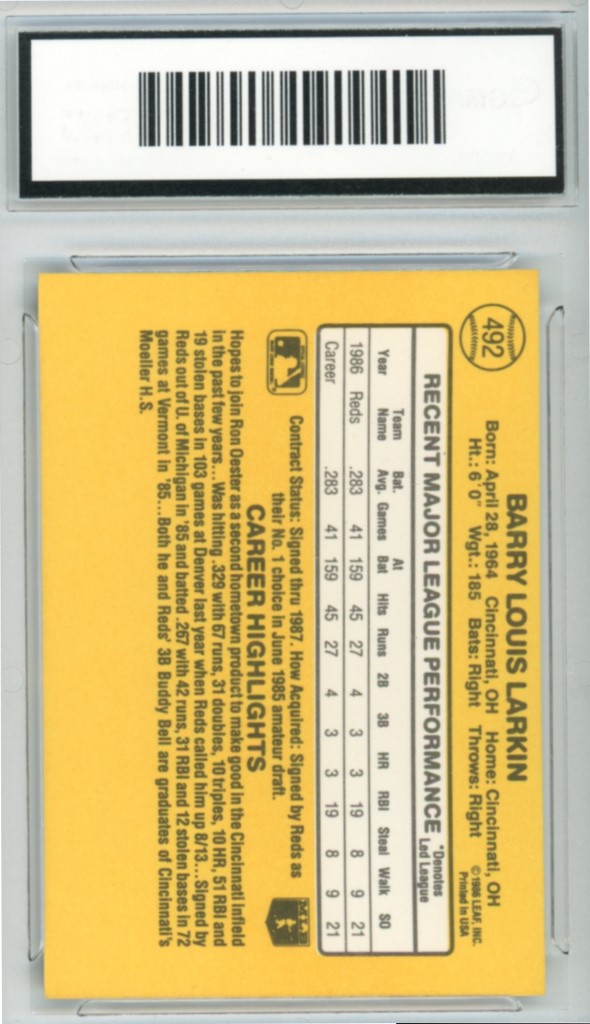 492
BARRY LOUIS LARKIN
Born: April 28, 1964 Cincinnati, OH Home: Cincinnati, OH
Ht.: 6'0" Wgt.: 185 Bats: Right Throws: Right
©1986 LEAF, INC.
Printed in USA
RECENT MAJOR LEAGUE PERFORMANCE *Denotes Led League
Year Team Name Bat. Avg. Games At Bat Hits Runs 2B 3B HR RBI Steal Walk SO
1986 Reds .283 41 159 45 27 4 3 3 19 8 9 21
Career .283 41 159 45 27 4 3 3 19 8 9 21
Contract Status: Signed thru 1987. How Acquired: Signed by Reds as
their No. 1 choice in June 1985 amateur draft.
MLB
CAREER HIGHLIGHTS
Hopes to join Ron Oester as a second hometown product to make good in the Cincinnati infield
in the past few years...Was hitting .329 with 67 runs, 31 doubles, 10 triples, 10 HR, 51 RBI and
19 stolen bases in 103 games at Denver last year when Reds called him up 8/13...Signed by
Reds out of U. of Michigan in '85 and batted .267 with 42 runs, 31 RBI and 12 stolen bases in 72
games at Vermont in '85...Both he and Reds' 3B Buddy Bell are graduates of Cincinnati's
Moeller H.S.